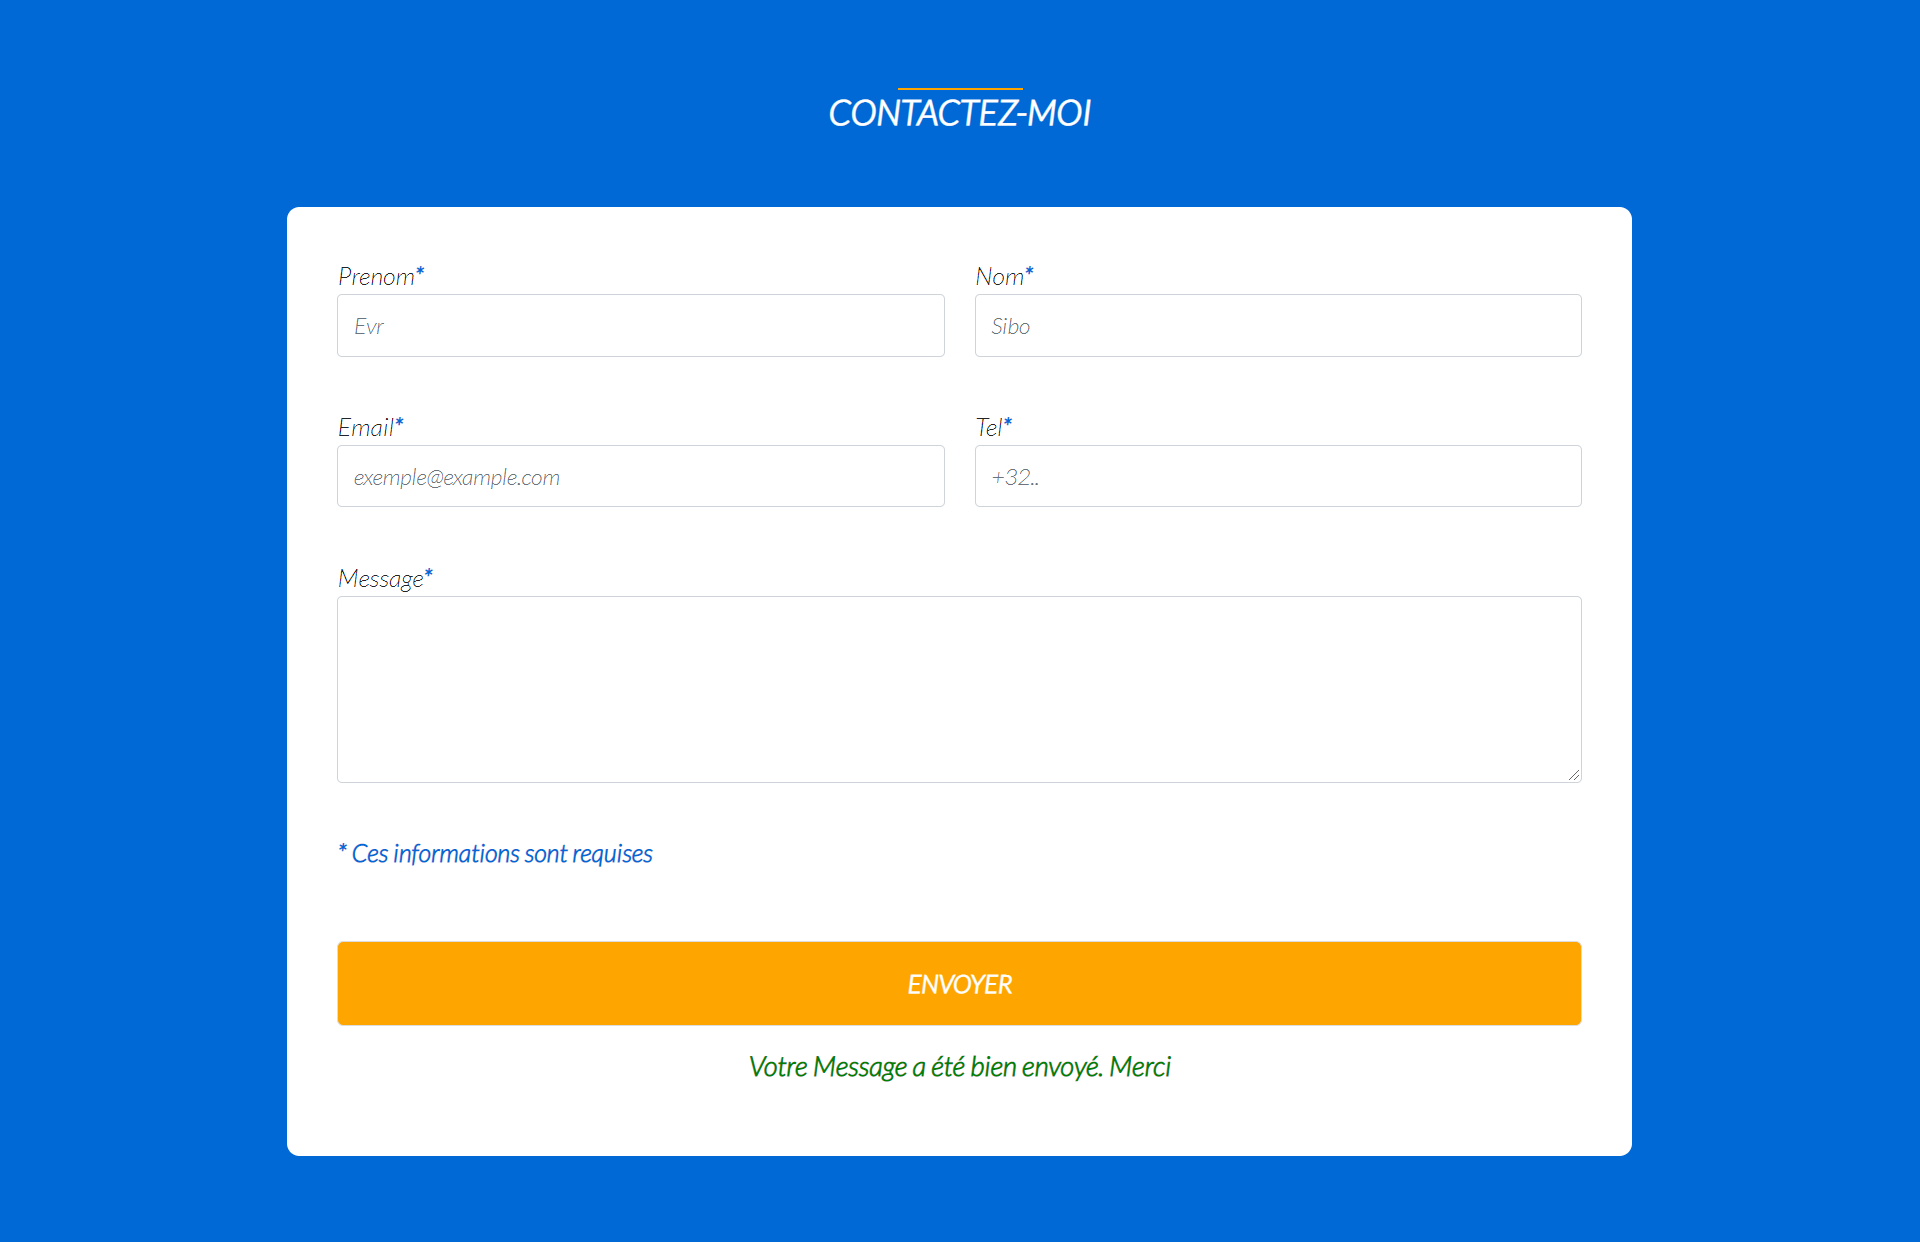 CONTACTEZ-MOI
Prenom*
Nom*
Evr
Sibo
Email*
Tel*
exemple@example.com
+32..
Message*
* Ces informations sont requises
ENVOYER
Votre Message a été bien envoyé. Merci